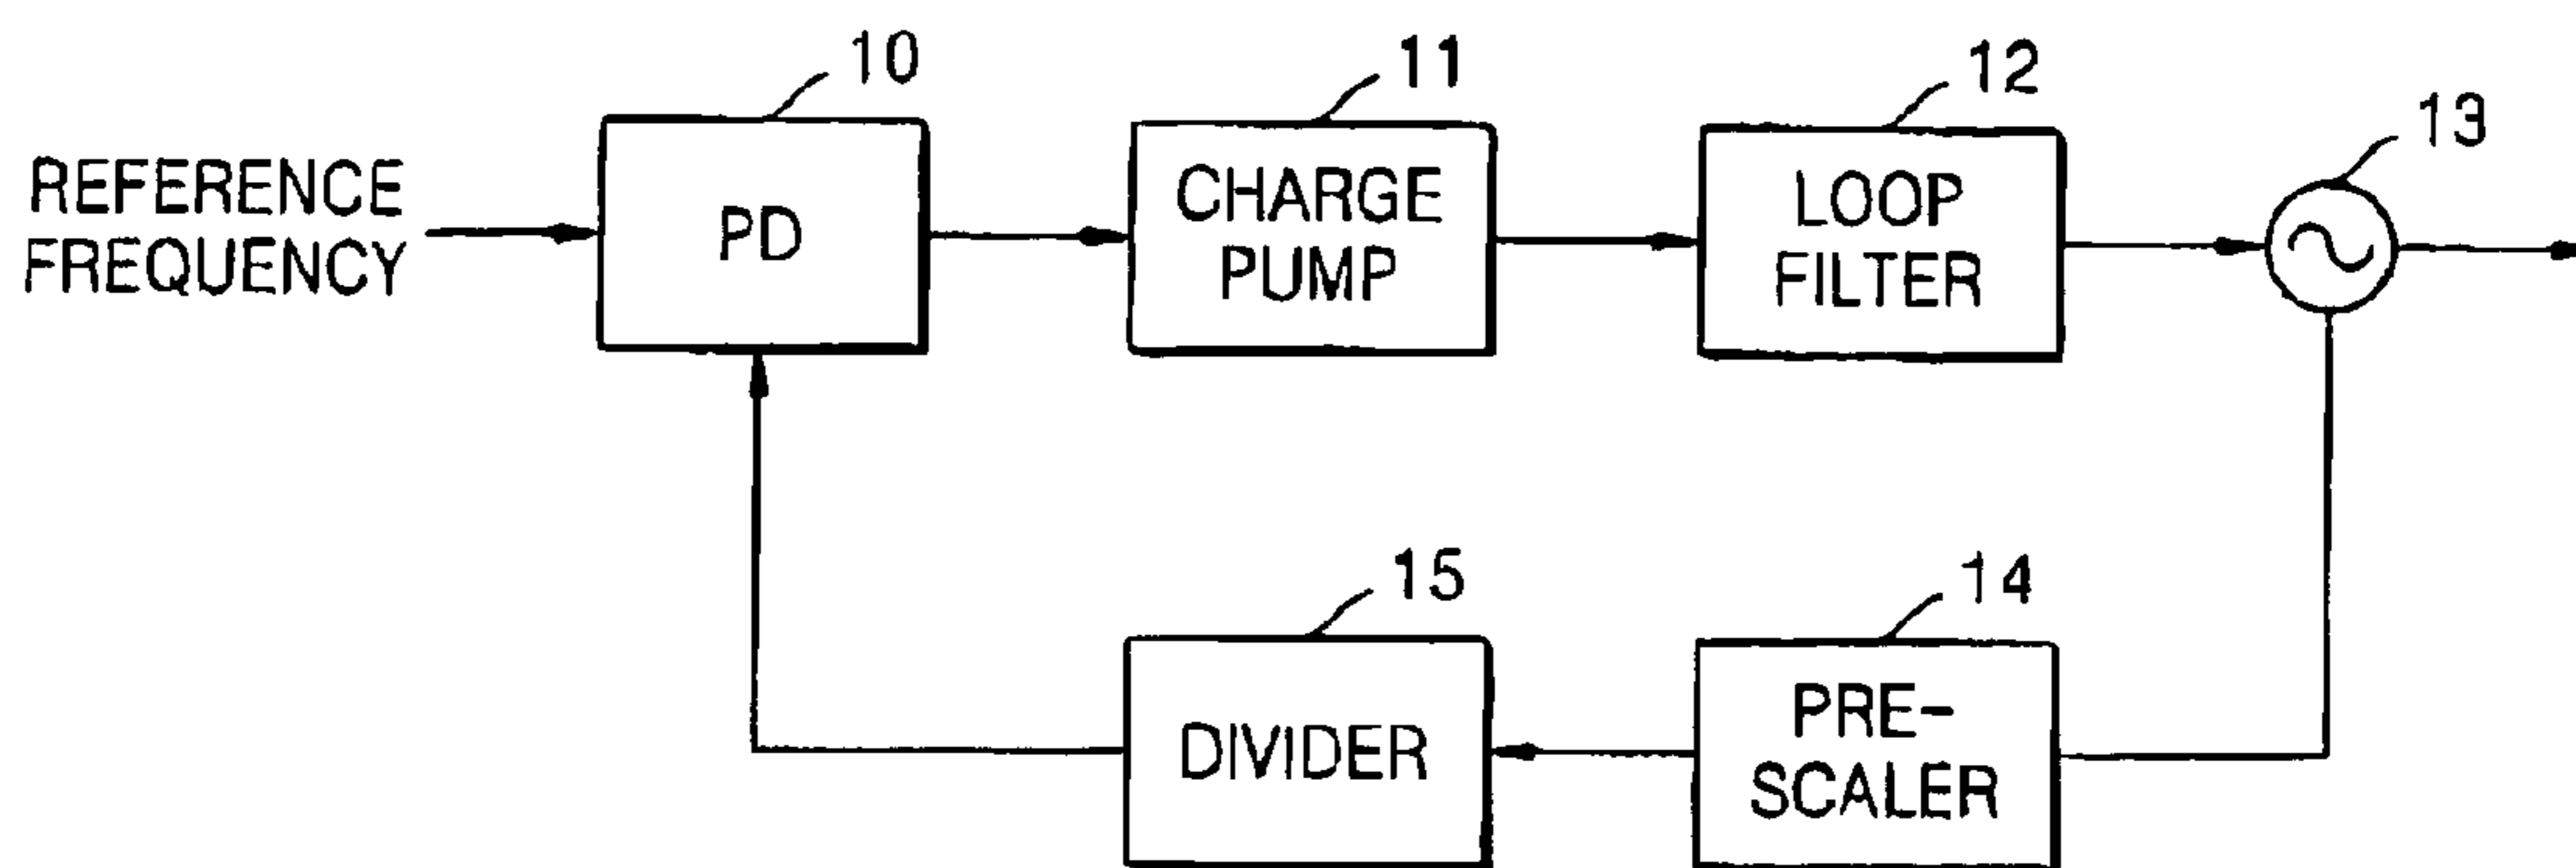 10
11
12
13
REFERENCE
FREQUENCY
PD
CHARGE
PUMP
LOOP
FILTER
15
14
DIVIDER
PRE-
SCALER